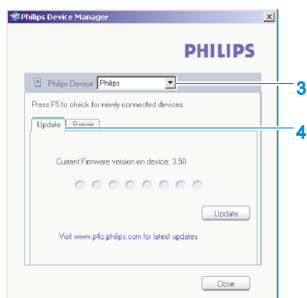 Philips Device Manager
PHILIPS
Philips Device Philips
3
Press F5 to check for newly connected devices.
Update Repair
4
Current Firmware version on device: 3.50
Update
Visit www.p4c.philips.com for latest updates
Close